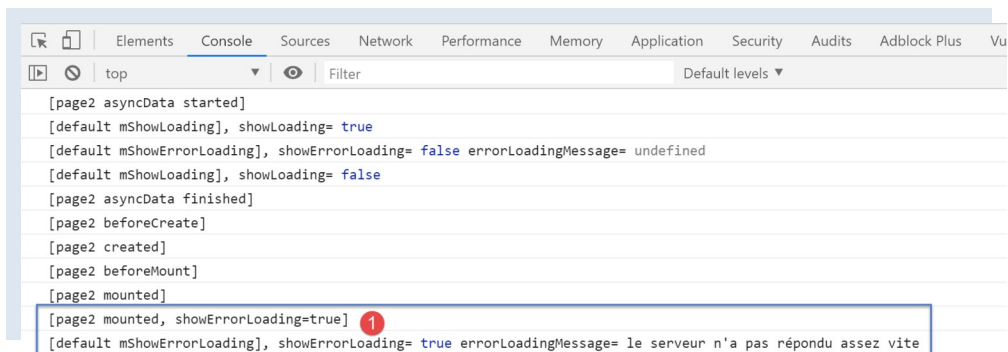 Elements Console Sources Network Performance Memory Application Security Audits Adblock Plus Vu
top Filter Default levels
[page2 asyncData started]
[default mShowLoading], showLoading= true
[default mShowErrorLoading], showErrorLoading= false errorLoadingMessage= undefined
[default mShowLoading], showLoading= false
[page2 asyncData finished]
[page2 beforeCreate]
[page2 created]
[page2 beforeMount]
[page2 mounted]
[page2 mounted, showErrorLoading=true] 1
[default mShowErrorLoading], showErrorLoading= true errorLoadingMessage= le serveur n'a pas répondu assez vite